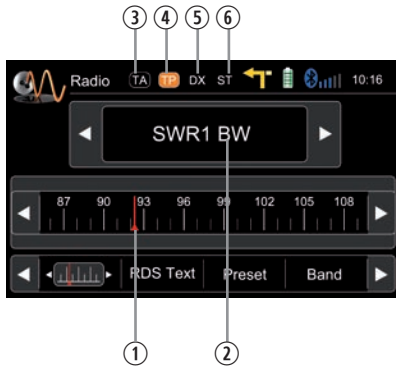 ③ ④ ⑤ ⑥
Radio TA TP DX ST 10:16
SWR1 BW
87 90 93 96 99 102 105 108
RDS Text Preset Band
① ②